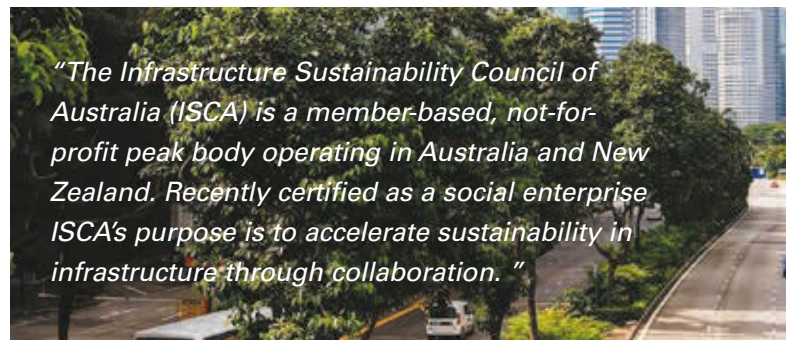 “The Infrastructure Sustainability Council of
Australia (ISCA) is a member-based, not-for-
profit peak body operating in Australia and New
Zealand. Recently certified as a social enterprise
ISCA’s purpose is to accelerate sustainability in
infrastructure through collaboration. ”